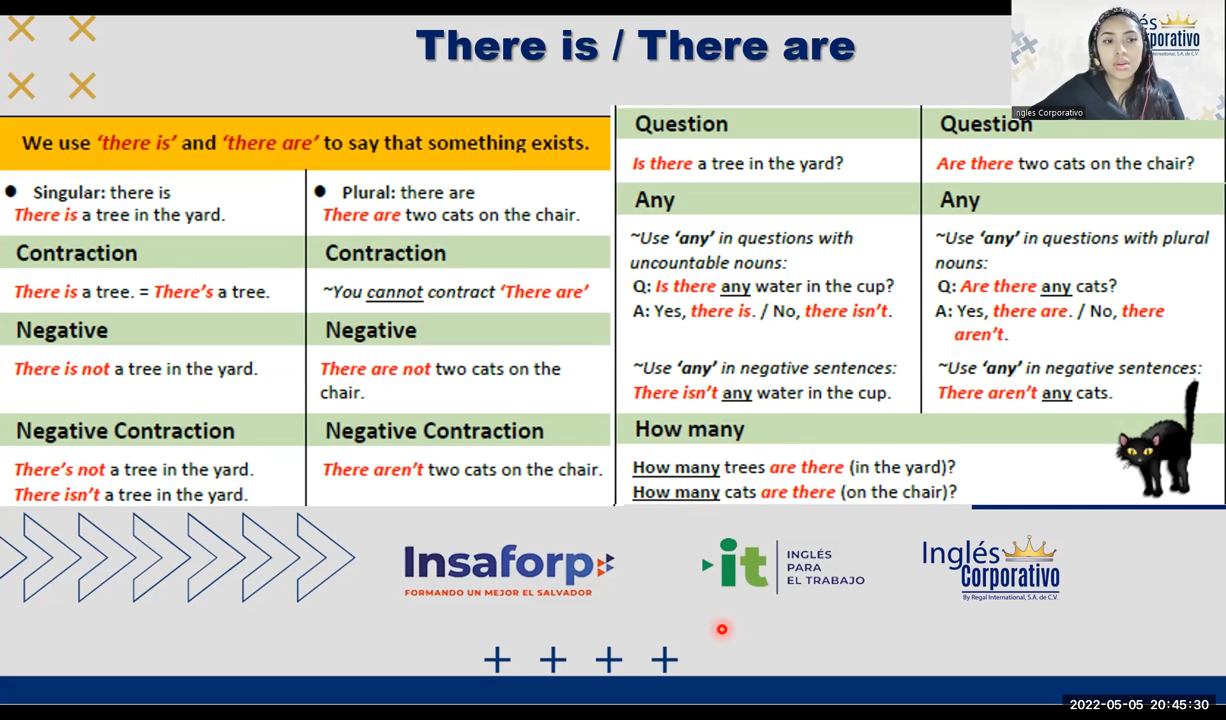 There is / There are
We use ‘there is’ and ‘there are’ to say that something exists.
● Singular: there is
There is a tree in the yard.
Contraction
There is a tree. = There’s a tree.
Negative
There is not a tree in the yard.
Negative Contraction
There’s not a tree in the yard.
There isn’t a tree in the yard.
● Plural: there are
There are two cats on the chair.
Contraction
~You cannot contract ‘There are’
Negative
There are not two cats on the
chair.
Negative Contraction
There aren’t two cats on the chair.
Question
Is there a tree in the yard?
Any
~Use ‘any’ in questions with
uncountable nouns:
Q: Is there any water in the cup?
A: Yes, there is. / No, there isn’t.
~Use ‘any’ in negative sentences:
There isn’t any water in the cup.
Question
Are there two cats on the chair?
Any
~Use ‘any’ in questions with plural
nouns:
Q: Are there any cats?
A: Yes, there are. / No, there
aren’t.
~Use ‘any’ in negative sentences:
There aren’t any cats.
How many
How many trees are there (in the yard)?
How many cats are there (on the chair)?
Insaforp
FORMANDO UN MEJOR EL SALVADOR
it
INGLÉS
PARA
EL TRABAJO
Inglés
Corporativo
By Regal International, S.A. de C.V.
ngles Corporativo
2022-05-05 20:45:30